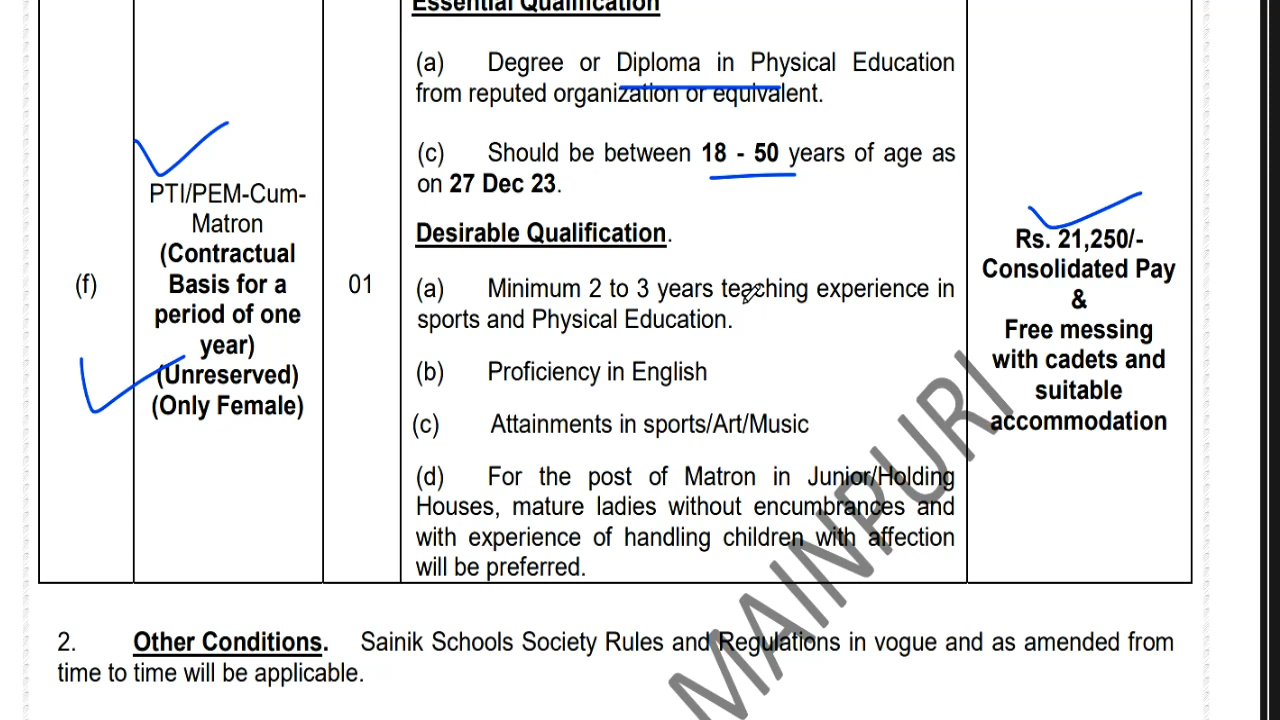 Essential Qualification
(a) Degree or Diploma in Physical Education
from reputed organization or equivalent.
(c) Should be between 18 - 50 years of age as
on 27 Dec 23.
Desirable Qualification.
(a) Minimum 2 to 3 years teaching experience in
sports and Physical Education.
(b) Proficiency in English
(c) Attainments in sports/Art/Music
(d) For the post of Matron in Junior/Holding
Houses, mature ladies without encumbrances and
with experience of handling children with affection
will be preferred.
(f)
PTI/PEM-Cum-
Matron
(Contractual
Basis for a
period of one
year)
(Unreserved)
(Only Female)
01
Rs. 21,250/-
Consolidated Pay
&
Free messing
with cadets and
suitable
accommodation
2. Other Conditions. Sainik Schools Society Rules and Regulations in vogue and as amended from
time to time will be applicable.
MAINPURI